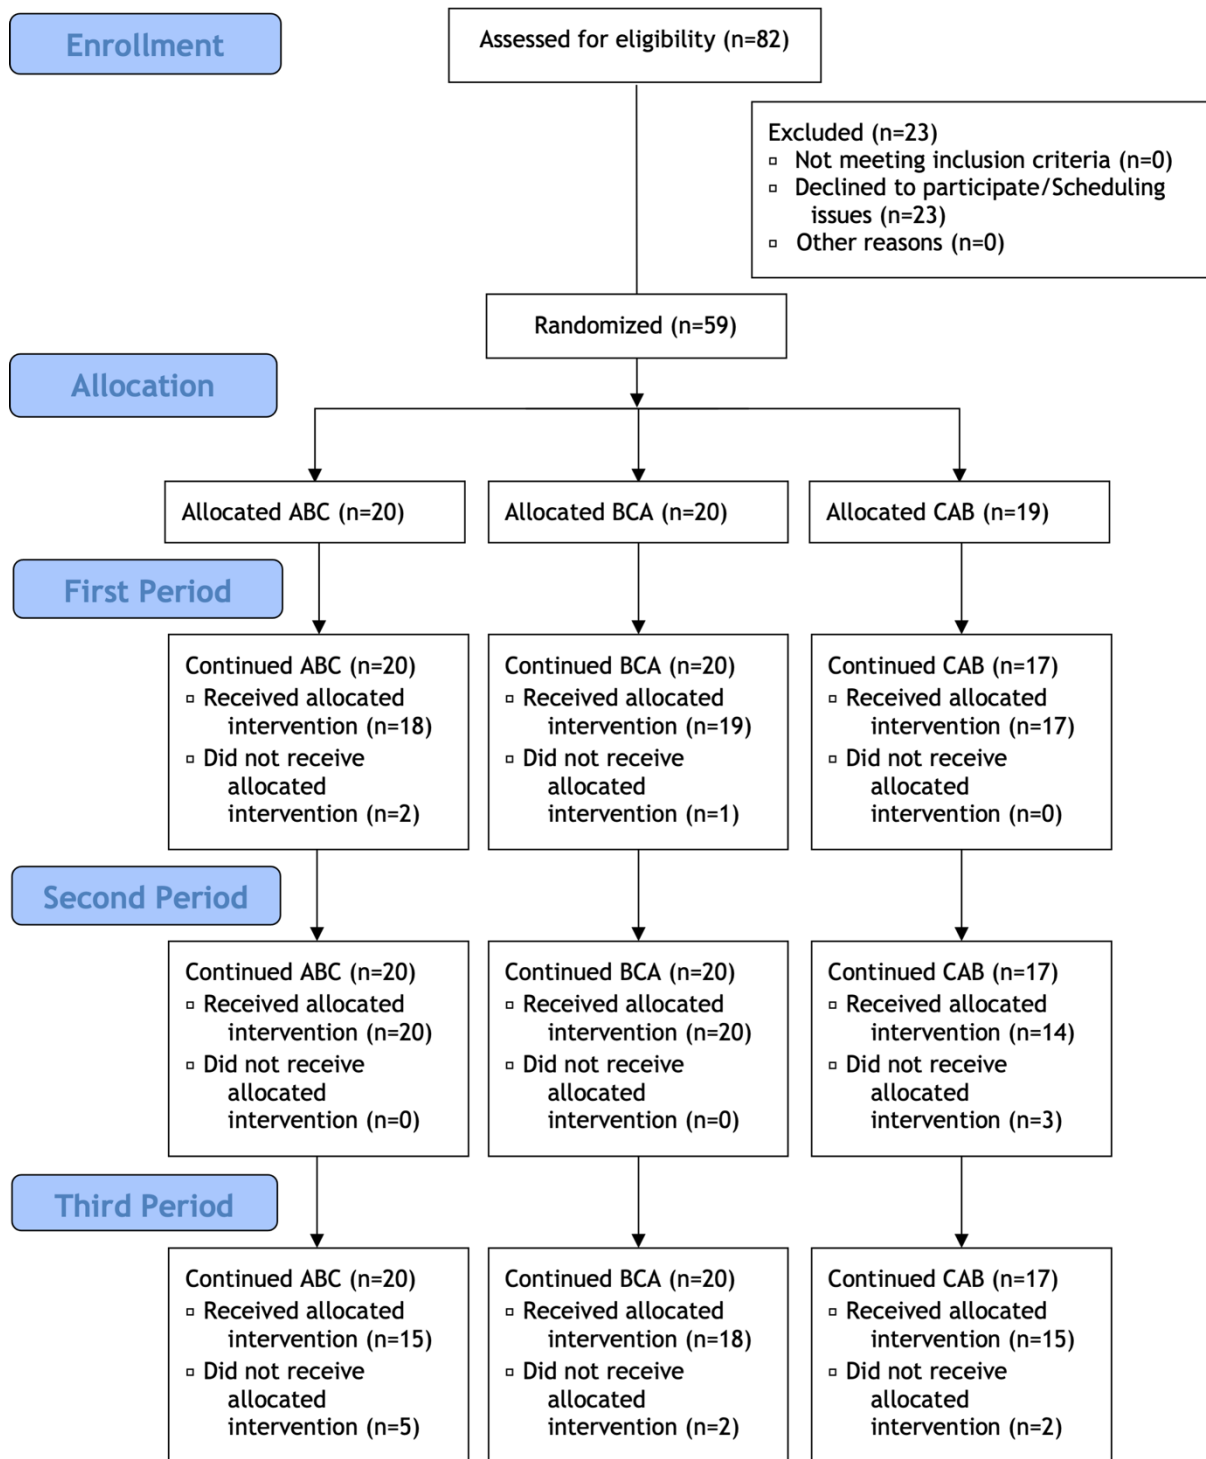 Enrollment
Assessed for eligibility (n=82)
Excluded (n=23)
▫ Not meeting inclusion criteria (n=0)
▫ Declined to participate/Scheduling
issues (n=23)
▫ Other reasons (n=0)
Randomized (n=59)
Allocation
Allocated ABC (n=20)
Allocated BCA (n=20)
Allocated CAB (n=19)
First Period
Continued ABC (n=20)
▫ Received allocated
intervention (n=18)
▫ Did not receive
allocated
intervention (n=2)
Continued BCA (n=20)
▫ Received allocated
intervention (n=19)
▫ Did not receive
allocated
intervention (n=1)
Continued CAB (n=17)
▫ Received allocated
intervention (n=17)
▫ Did not receive
allocated
intervention (n=0)
Second Period
Continued ABC (n=20)
▫ Received allocated
intervention (n=20)
▫ Did not receive
allocated
intervention (n=0)
Continued BCA (n=20)
▫ Received allocated
intervention (n=20)
▫ Did not receive
allocated
intervention (n=0)
Continued CAB (n=17)
▫ Received allocated
intervention (n=14)
▫ Did not receive
allocated
intervention (n=3)
Third Period
Continued ABC (n=20)
▫ Received allocated
intervention (n=15)
▫ Did not receive
allocated
intervention (n=5)
Continued BCA (n=20)
▫ Received allocated
intervention (n=18)
▫ Did not receive
allocated
intervention (n=2)
Continued CAB (n=17)
▫ Received allocated
intervention (n=15)
▫ Did not receive
allocated
intervention (n=2)